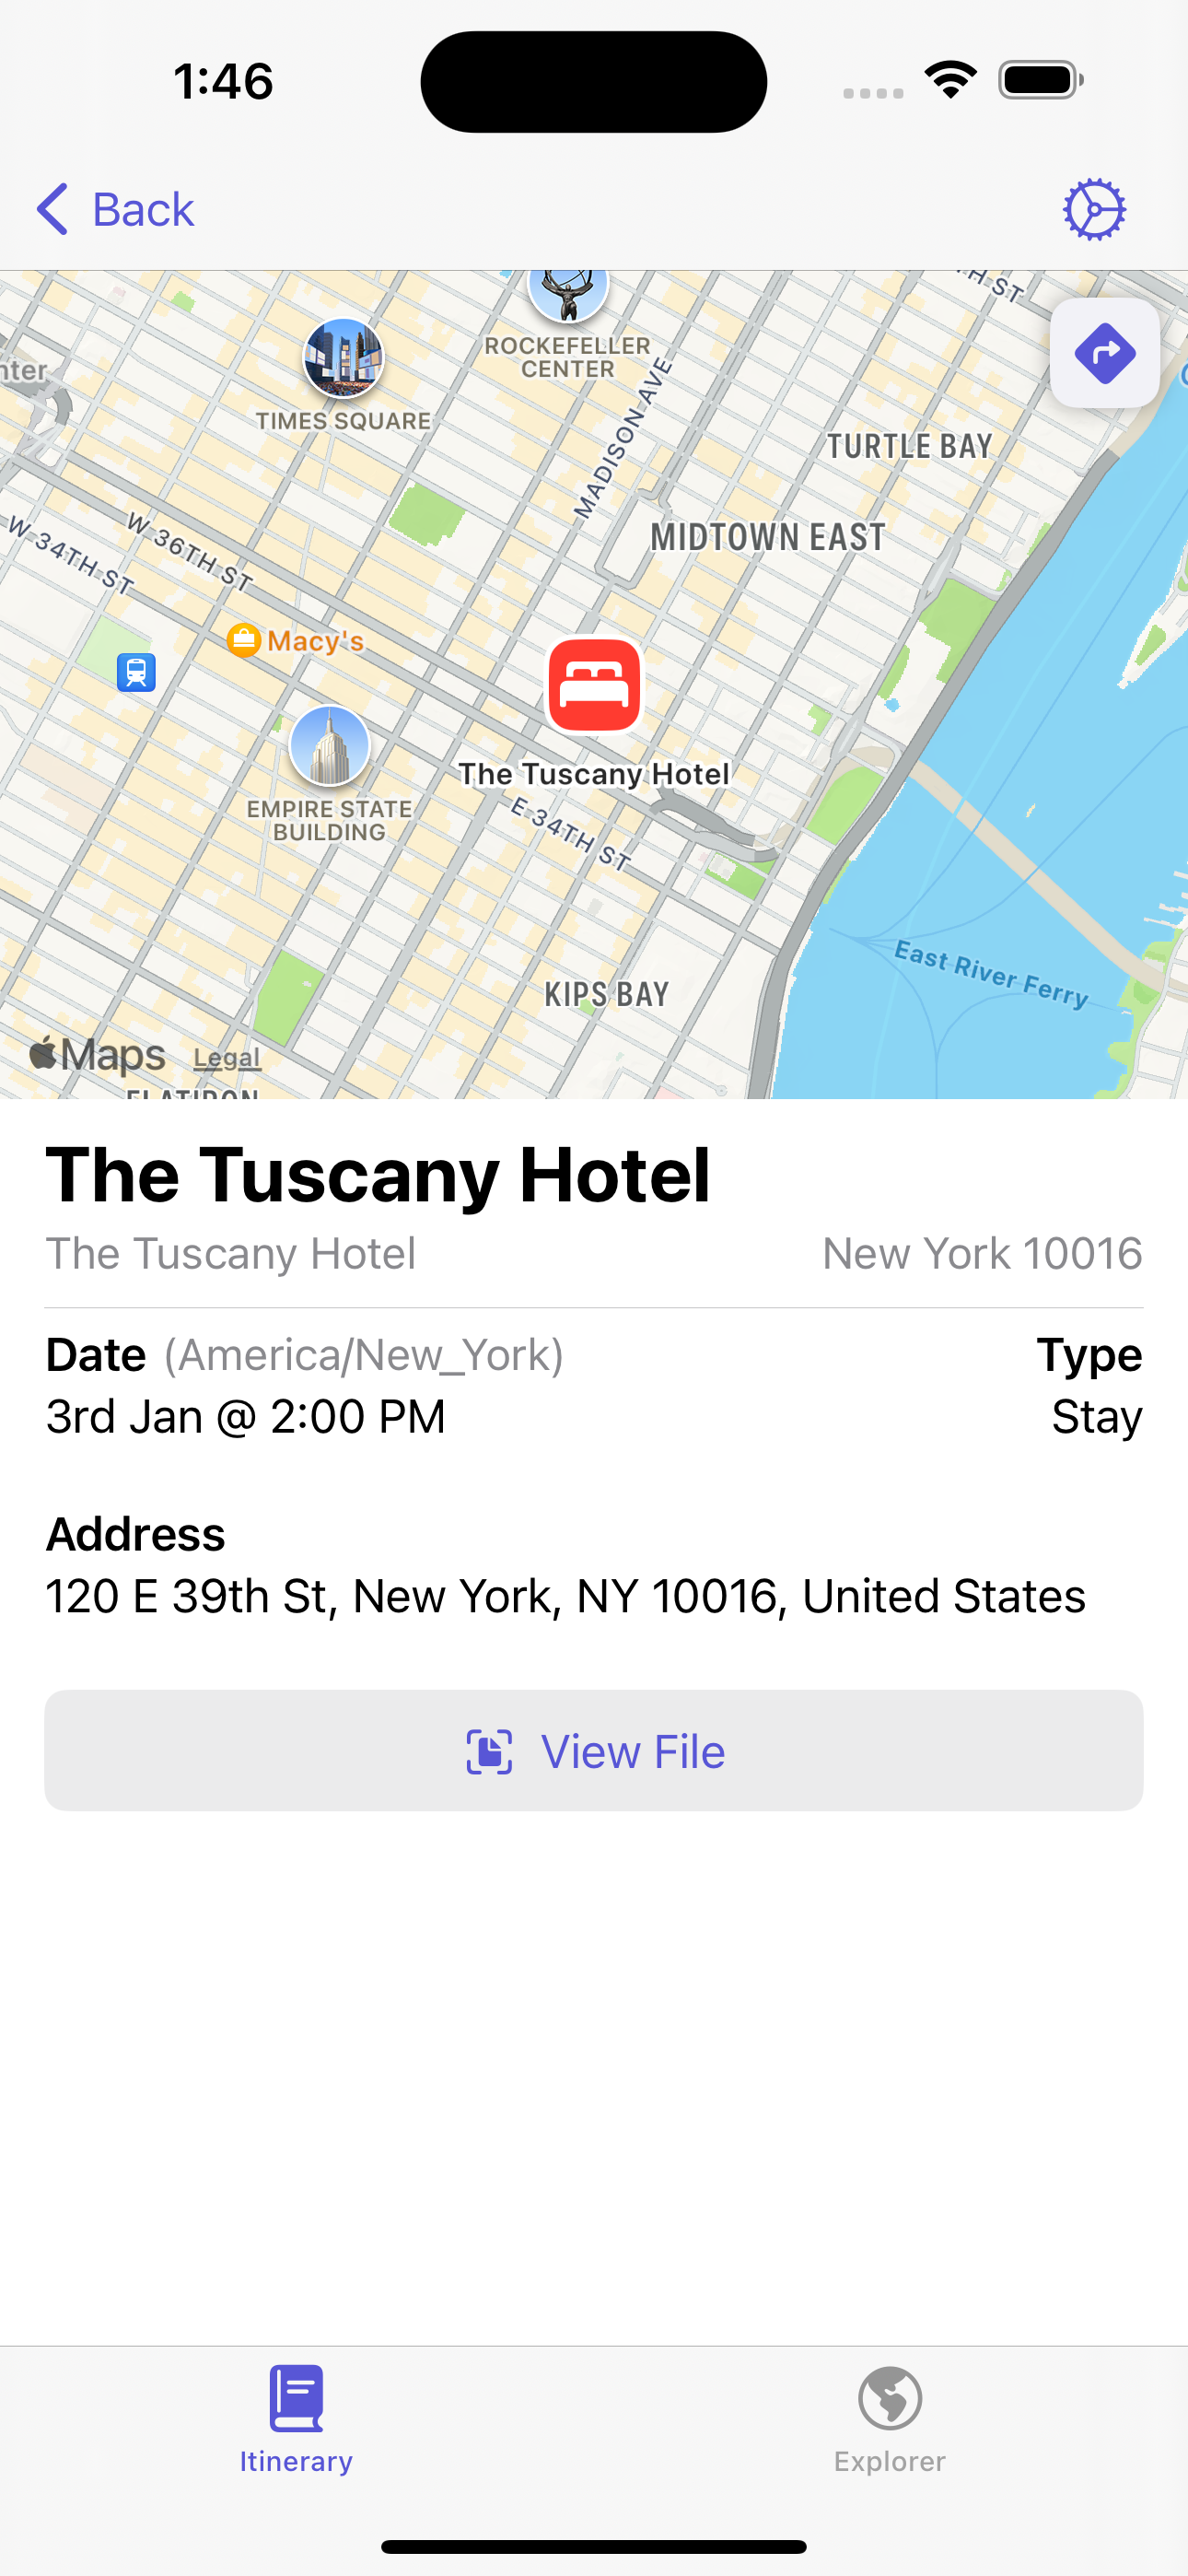 1:46
Back
TH ST
ROCKEFELLER
CENTER
nter
TIMES SQUARE
MADISON AVE
TURTLE BAY
W 34TH ST
W 36TH ST
MIDTOWN EAST
Macy's
The Tuscany Hotel
EMPIRE STATE
BUILDING
E 34TH ST
East River Ferry
KIPS BAY
Maps Legal
FLATIRON
The Tuscany Hotel
The Tuscany Hotel New York 10016
Date (America/New_York) Type
3rd Jan @ 2:00 PM Stay
Address
120 E 39th St, New York, NY 10016, United States
View File
Itinerary Explorer